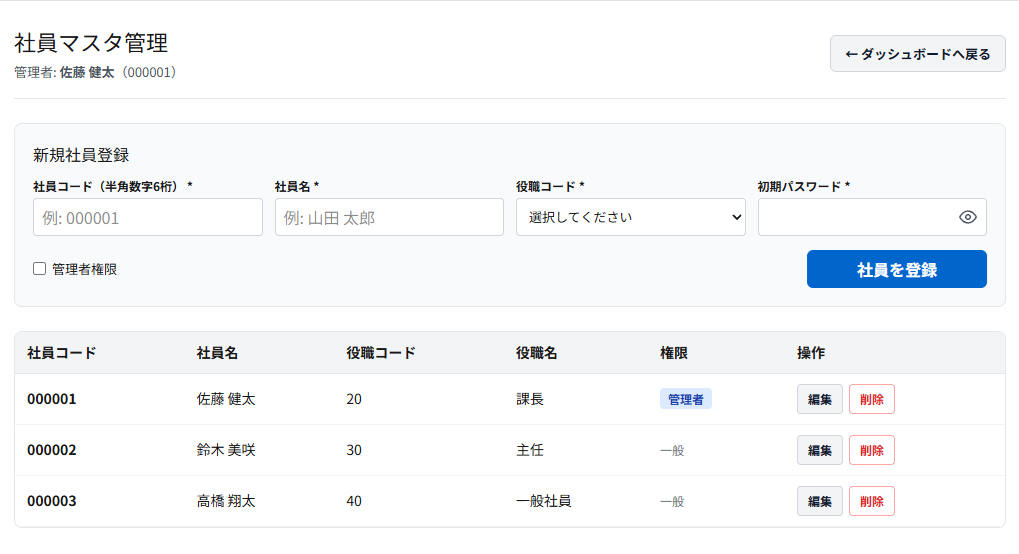 社員マスタ管理
管理者: 佐藤 健太（000001）
← ダッシュボードへ戻る
新規社員登録
社員コード（半角数字6桁） * 社員名 * 役職コード * 初期パスワード *
例: 000001 例: 山田 太郎 選択してください
管理者権限 社員を登録
社員コード 社員名 役職コード 役職名 権限 操作
000001 佐藤 健太 20 課長 管理者 編集 削除
000002 鈴木 美咲 30 主任 一般 編集 削除
000003 高橋 翔太 40 一般社員 一般 編集 削除